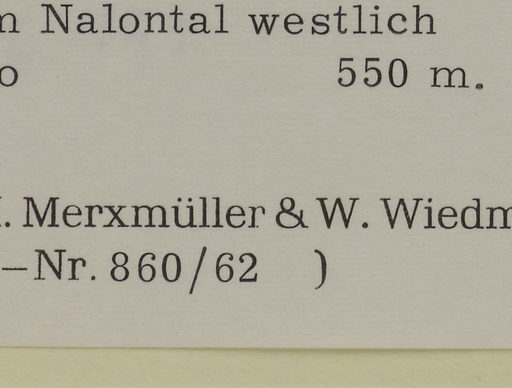 n Nalontal westlich
o 550 m.
. Merxmüller & W. Wiedm
–Nr. 860/62 )